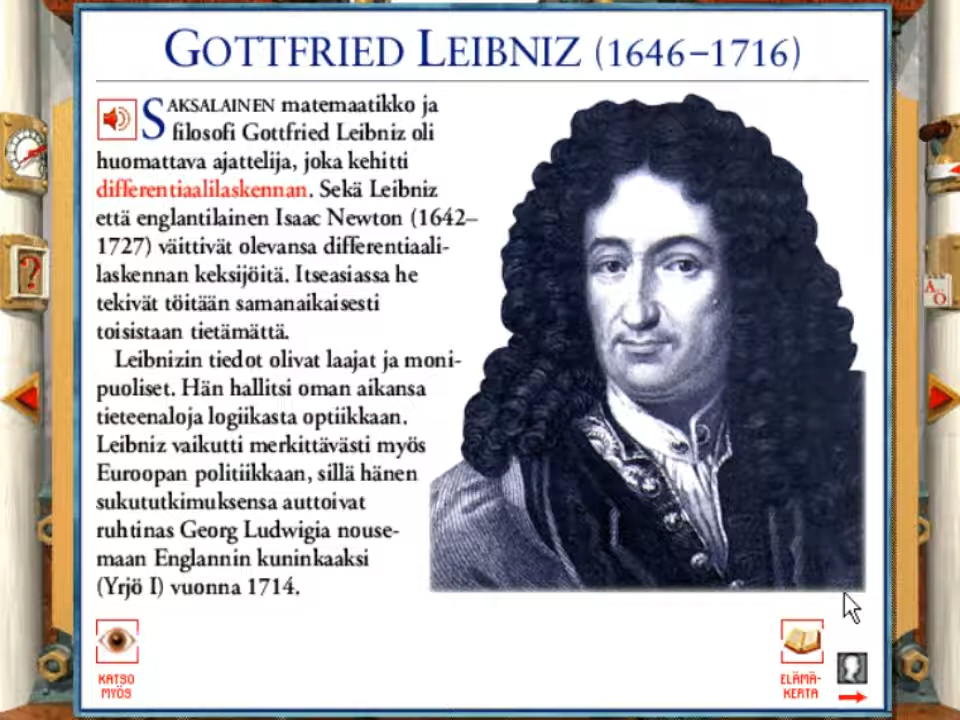 GOTTFRIED LEIBNIZ (1646–1716)
SAKSALAINEN matemaatikko ja
filosofi Gottfried Leibniz oli
huomattava ajattelija, joka kehitti
differentiaalilaskennan. Sekä Leibniz
että englantilainen Isaac Newton (1642–
1727) väittivät olevansa differentiaali-
laskennan keksijöitä. Itseasiassa he
tekivät töitään samanaikaisesti
toisistaan tietämättä.
Leibnizin tiedot olivat laajat ja moni-
puoliset. Hän hallitsi oman aikansa
tieteenaloja logiikasta optiikkaan.
Leibniz vaikutti merkittävästi myös
Euroopan politiikkaan, sillä hänen
sukututkimuksensa auttoivat
ruhtinas Georg Ludwigia nouse-
maan Englannin kuninkaaksi
(Yrjö I) vuonna 1714.
KATSO
MYÖS
ELÄMÄ-
KERTA
?
A...
Ö